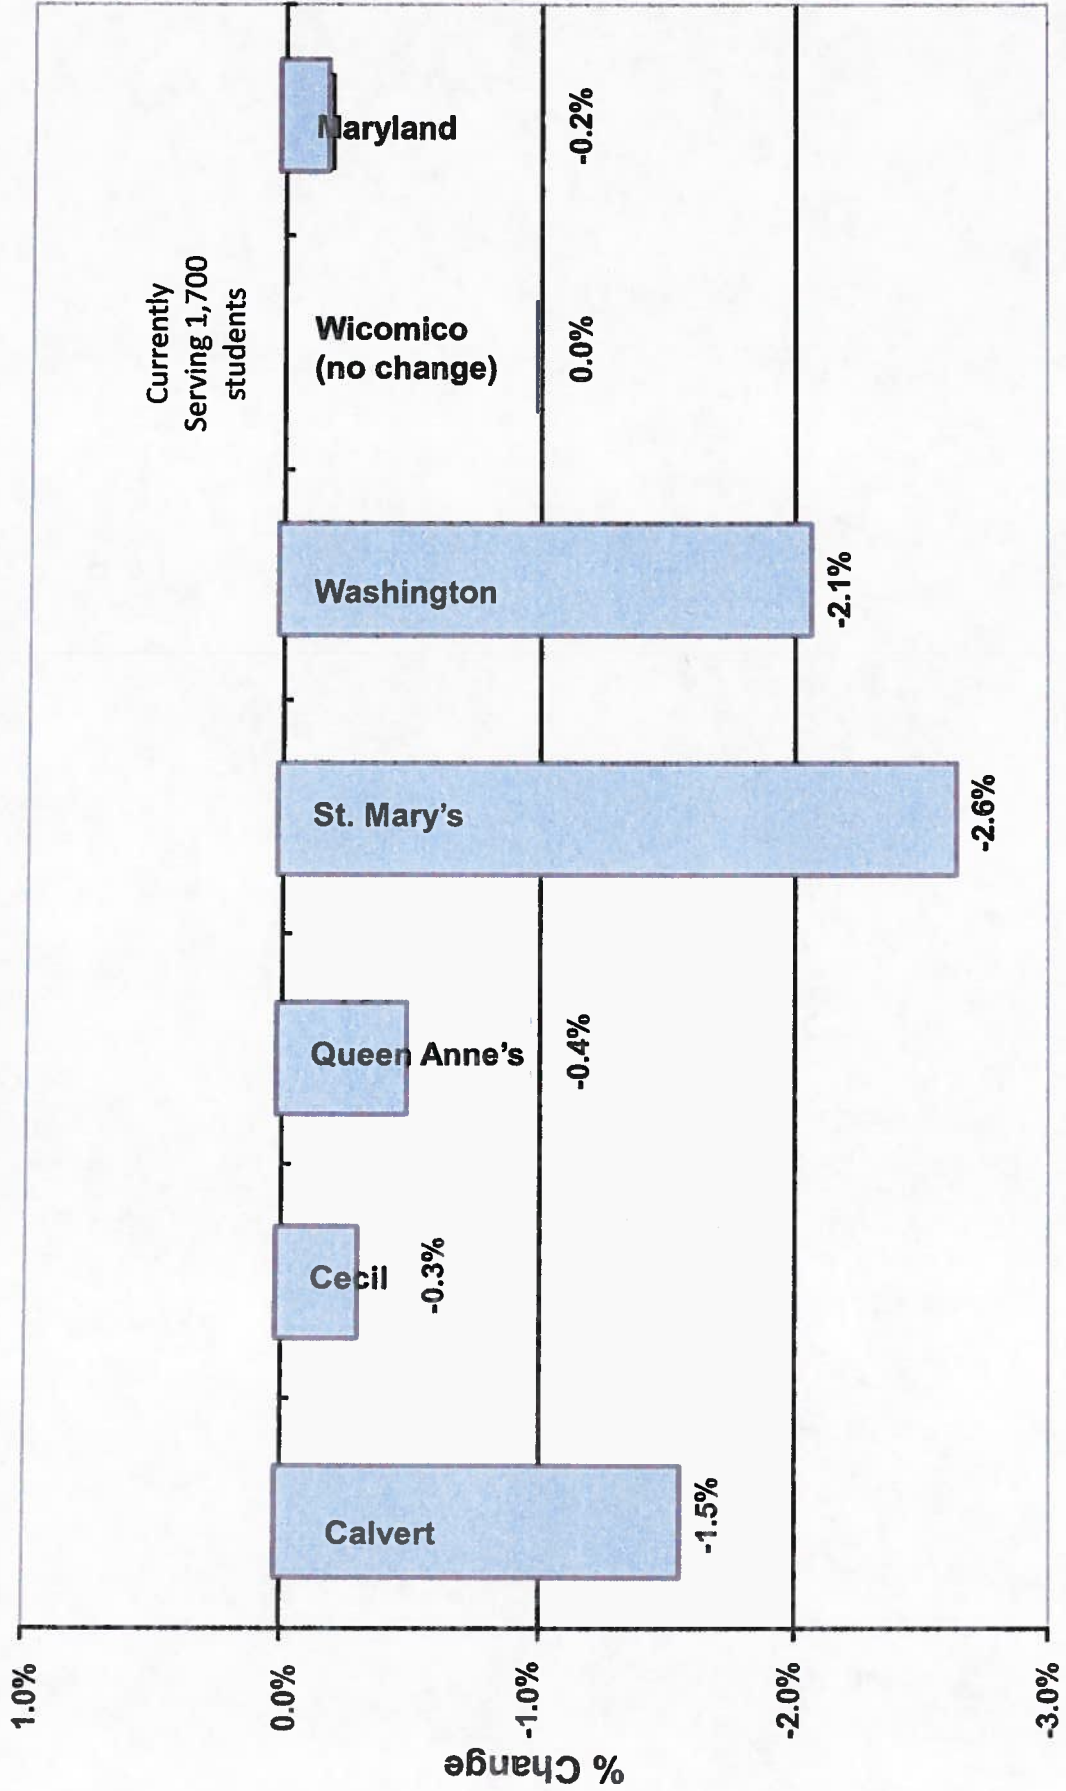 1.0%
0.0%
-1.0%
-2.0%
-3.0%
% Change
Calvert
-1.5%
Cecil
-0.3%
Queen Anne’s
-0.4%
St. Mary’s
-2.6%
Washington
-2.1%
Currently
Serving 1,700
students
Wicomico
(no change)
0.0%
Maryland
-0.2%